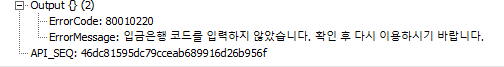 Output {} (2)
ErrorCode: 80010220
ErrorMessage: 입금은행 코드를 입력하지 않았습니다. 확인 후 다시 이용하시기 바랍니다.
API_SEQ: 46dc81595dc79cceab689916d26b956f